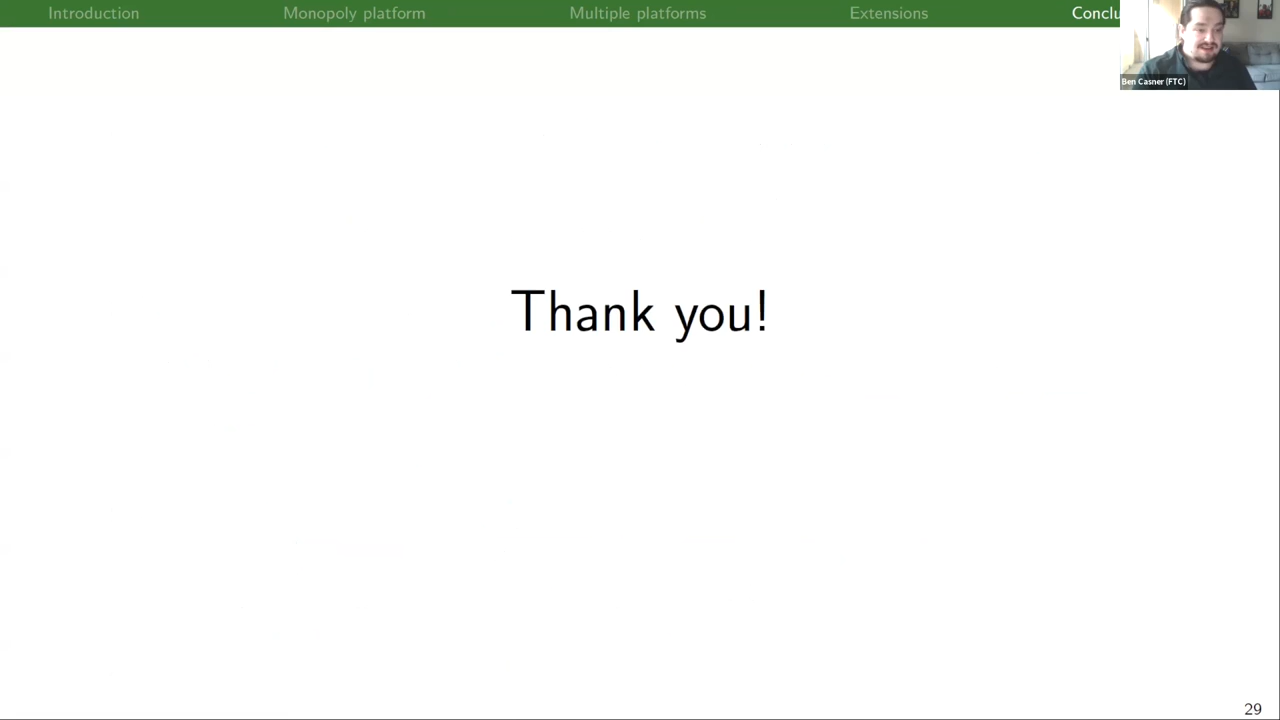 Introduction Monopoly platform Multiple platforms Extensions Conclu
Ben Casner (FTC)
Thank you!
29